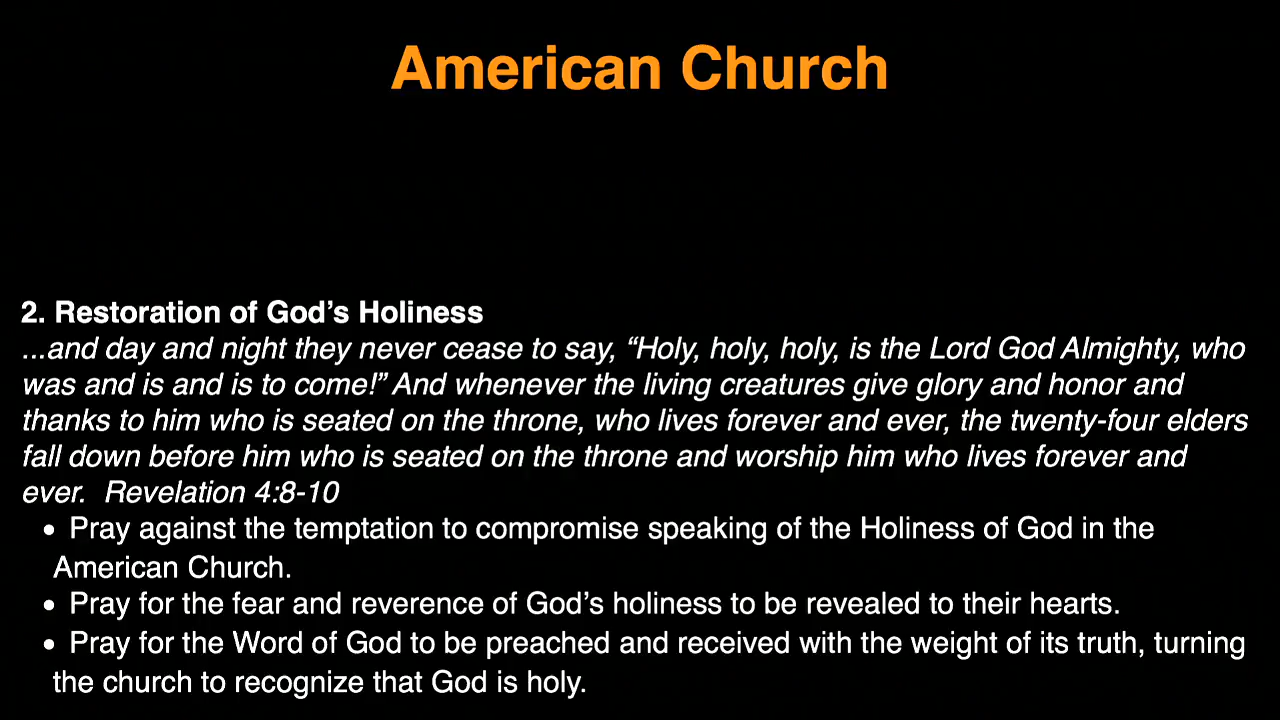 American Church
2. Restoration of God’s Holiness
...and day and night they never cease to say, “Holy, holy, holy, is the Lord God Almighty, who
was and is and is to come!” And whenever the living creatures give glory and honor and
thanks to him who is seated on the throne, who lives forever and ever, the twenty-four elders
fall down before him who is seated on the throne and worship him who lives forever and
ever.  Revelation 4:8-10
• Pray against the temptation to compromise speaking of the Holiness of God in the
American Church.
• Pray for the fear and reverence of God’s holiness to be revealed to their hearts.
• Pray for the Word of God to be preached and received with the weight of its truth, turning
the church to recognize that God is holy.